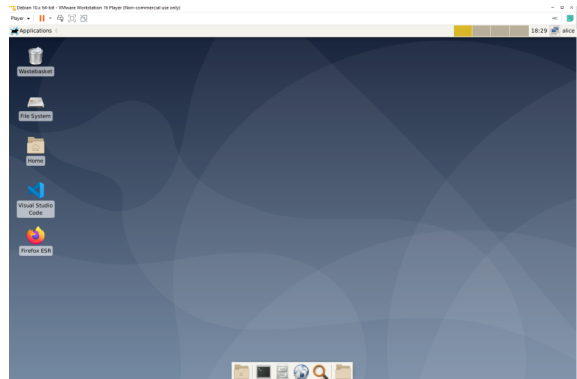 Debian 10.x 64-bit - VMware Workstation 15 Player (Non-commercial use only)
Player
Applications
18:29
alice
Wastebasket
File System
Home
Visual Studio
Code
Firefox ESR